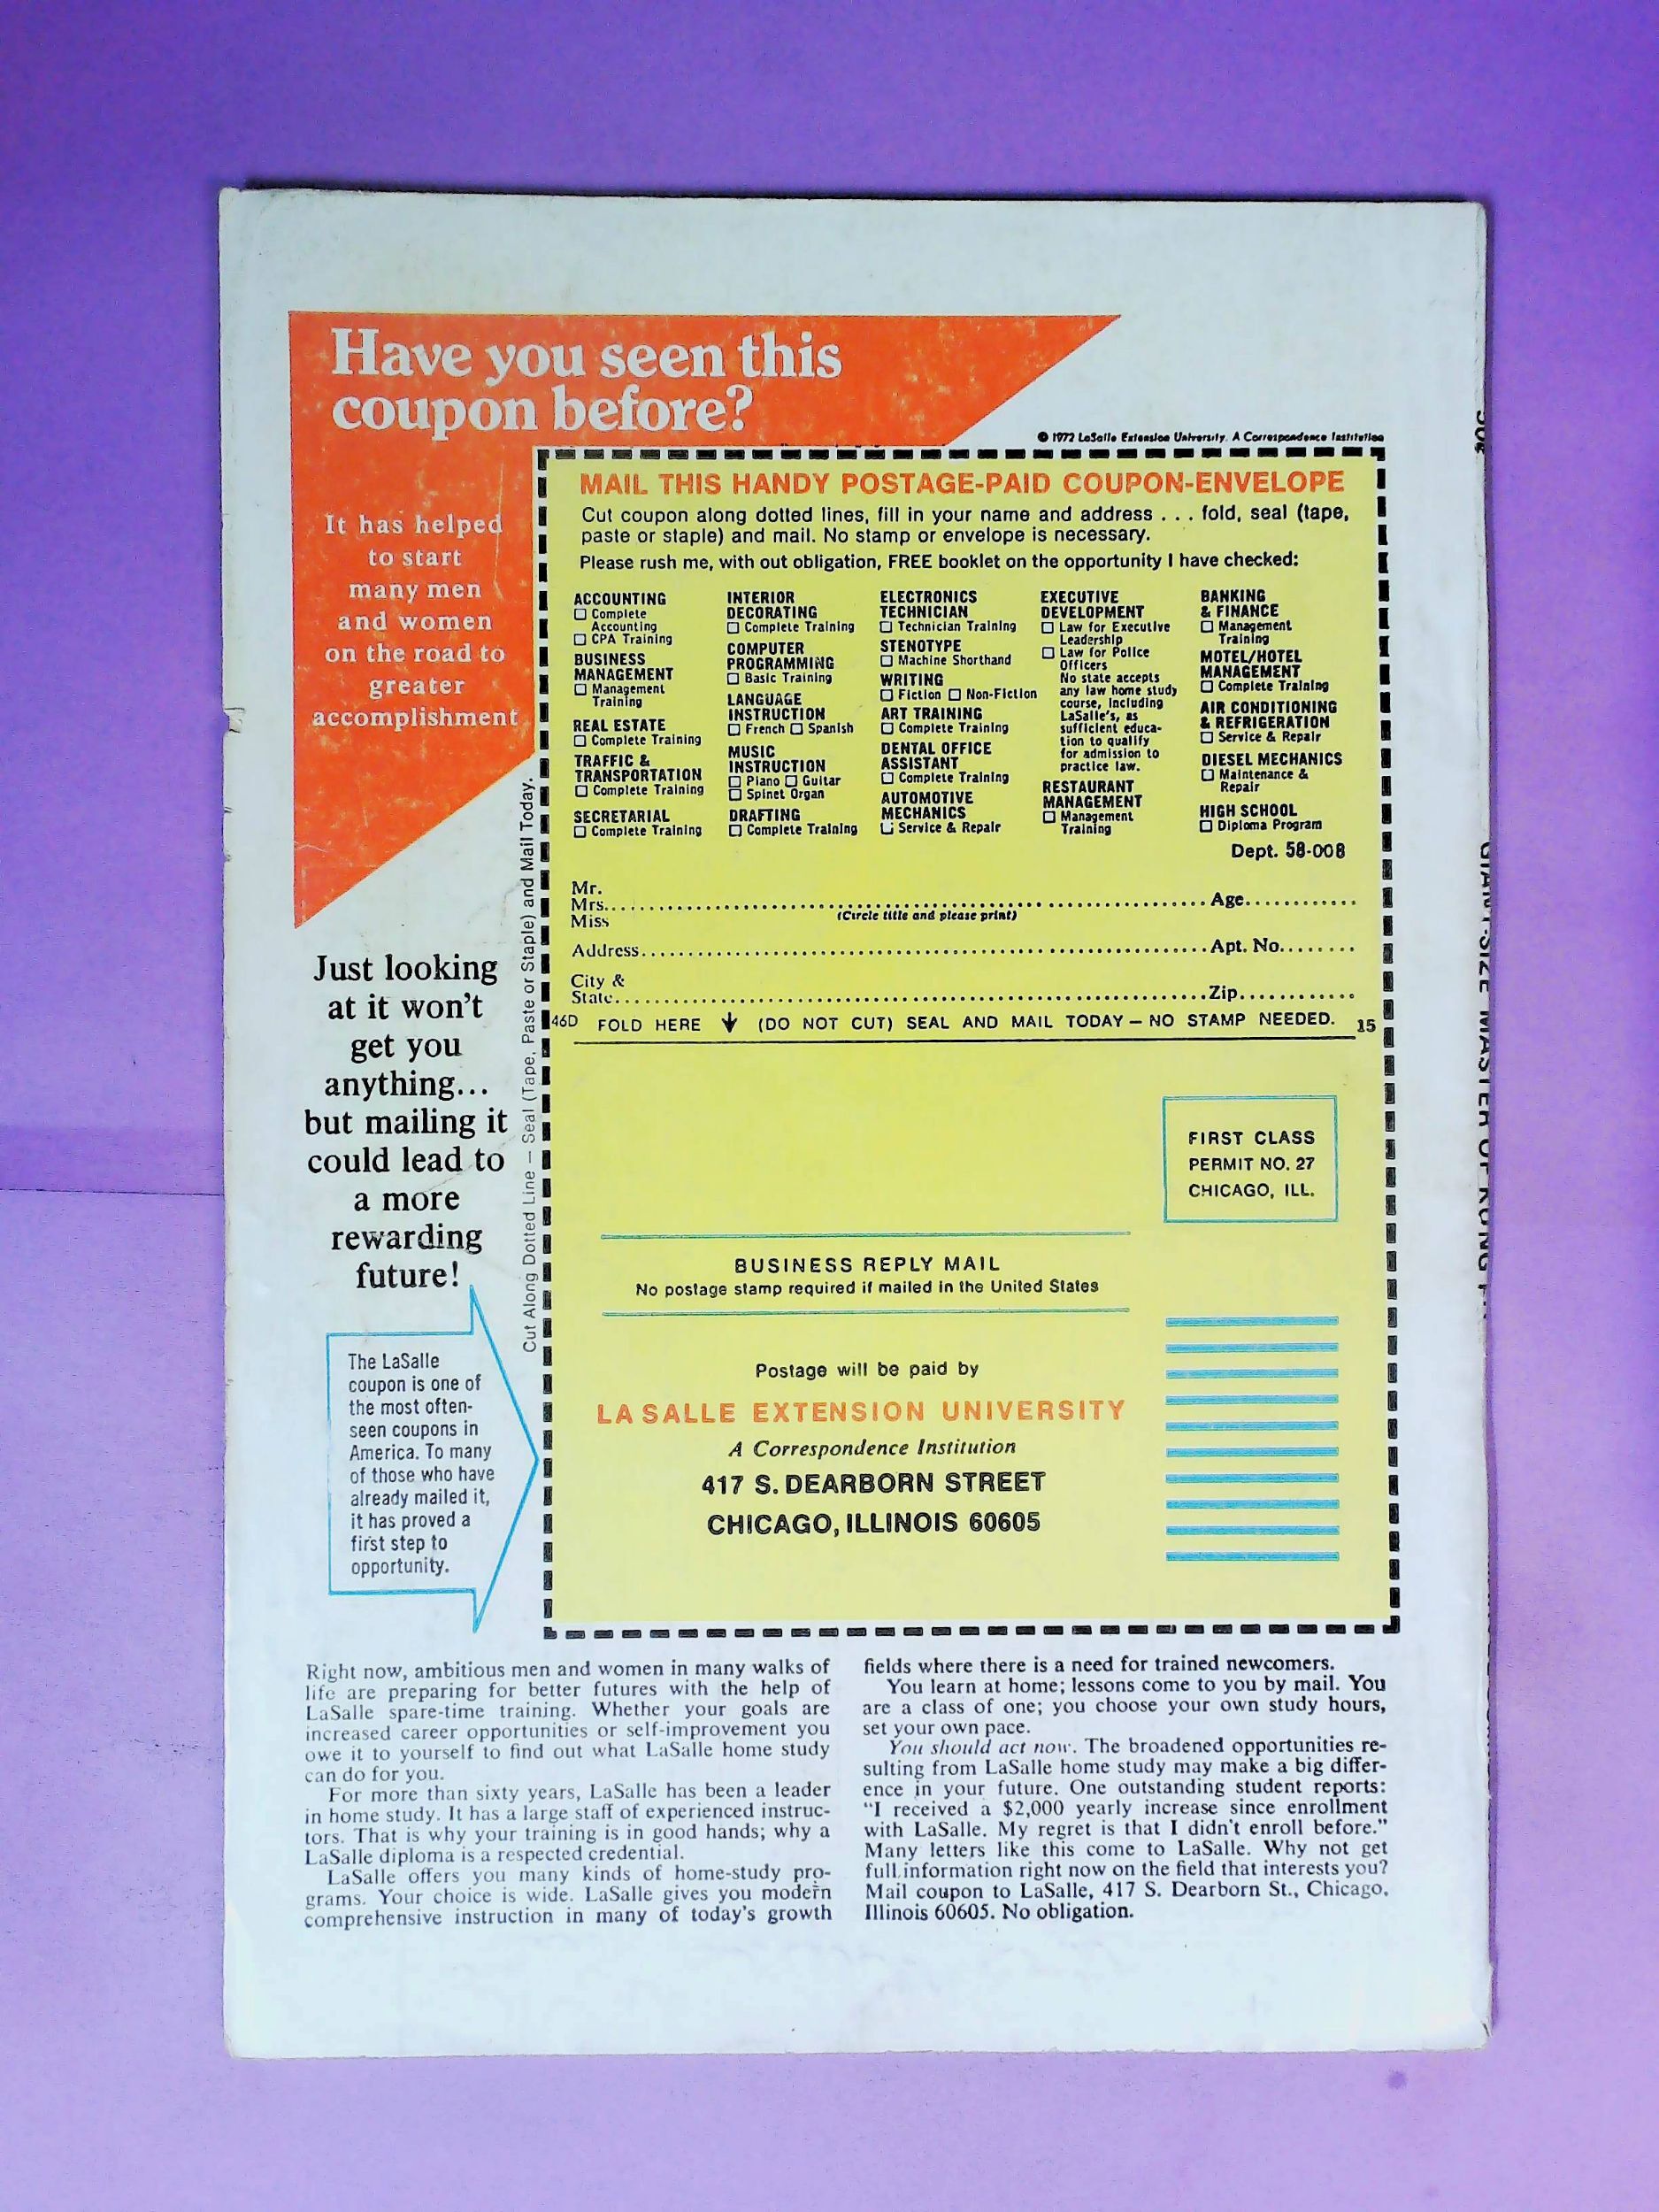 Have you seen this
coupon before?
It has helped
to start
many men
and women
on the road to
greater
accomplishment
Just looking
at it won't
get you
anything...
but mailing it
could lead to
a more
rewarding
future!
The LaSalle
coupon is one of
the most often-
seen coupons in
America. To many
of those who have
already mailed it,
it has proved a
first step to
opportunity.
Cut Along Dotted Line – Seal (Tape, Paste or Staple) and Mail Today.
© 1972 LaSalle Extension University. A Correspondence Institution
MAIL THIS HANDY POSTAGE-PAID COUPON-ENVELOPE
Cut coupon along dotted lines, fill in your name and address . . . fold, seal (tape,
paste or staple) and mail. No stamp or envelope is necessary.
Please rush me, with out obligation, FREE booklet on the opportunity I have checked:
ACCOUNTING
☐ Complete
Accounting
☐ CPA Training
BUSINESS
MANAGEMENT
☐ Management
Training
REAL ESTATE
☐ Complete Training
TRAFFIC &
TRANSPORTATION
☐ Complete Training
SECRETARIAL
☐ Complete Training
INTERIOR
DECORATING
☐ Complete Training
COMPUTER
PROGRAMMING
☐ Basic Training
LANGUAGE
INSTRUCTION
☐ French ☐ Spanish
MUSIC
INSTRUCTION
☐ Piano ☐ Guitar
☐ Spinet Organ
DRAFTING
☐ Complete Training
ELECTRONICS
TECHNICIAN
☐ Technician Training
STENOTYPE
☐ Machine Shorthand
WRITING
☐ Fiction ☐ Non-Fiction
ART TRAINING
☐ Complete Training
DENTAL OFFICE
ASSISTANT
☐ Complete Training
AUTOMOTIVE
MECHANICS
☐ Service & Repair
EXECUTIVE
DEVELOPMENT
☐ Law for Executive
Leadership
☐ Law for Police
Officers
No state accepts
any law home study
course, including
LaSalle's, as
sufficient educa-
tion to qualify
for admission to
practice law.
RESTAURANT
MANAGEMENT
☐ Management
Training
BANKING
& FINANCE
☐ Management
Training
MOTEL/HOTEL
MANAGEMENT
☐ Complete Training
AIR CONDITIONING
& REFRIGERATION
☐ Service & Repair
DIESEL MECHANICS
☐ Maintenance &
Repair
HIGH SCHOOL
☐ Diploma Program
Dept. 58-008
Mr.
Mrs. Age
Miss (Circle title and please print)
Address Apt. No.
City &
State Zip
46D FOLD HERE ↓ (DO NOT CUT) SEAL AND MAIL TODAY – NO STAMP NEEDED. 15
FIRST CLASS
PERMIT NO. 27
CHICAGO, ILL.
BUSINESS REPLY MAIL
No postage stamp required if mailed in the United States
Postage will be paid by
LA SALLE EXTENSION UNIVERSITY
A Correspondence Institution
417 S. DEARBORN STREET
CHICAGO, ILLINOIS 60605
Right now, ambitious men and women in many walks of
life are preparing for better futures with the help of
LaSalle spare-time training. Whether your goals are
increased career opportunities or self-improvement you
owe it to yourself to find out what LaSalle home study
can do for you.
For more than sixty years, LaSalle has been a leader
in home study. It has a large staff of experienced instruc-
tors. That is why your training is in good hands; why a
LaSalle diploma is a respected credential.
LaSalle offers you many kinds of home-study pro-
grams. Your choice is wide. LaSalle gives you modern
comprehensive instruction in many of today's growth
fields where there is a need for trained newcomers.
You learn at home; lessons come to you by mail. You
are a class of one; you choose your own study hours,
set your own pace.
You should act now. The broadened opportunities re-
sulting from LaSalle home study may make a big differ-
ence in your future. One outstanding student reports:
"I received a $2,000 yearly increase since enrollment
with LaSalle. My regret is that I didn't enroll before."
Many letters like this come to LaSalle. Why not get
full information right now on the field that interests you?
Mail coupon to LaSalle, 417 S. Dearborn St., Chicago,
Illinois 60605. No obligation.
GIANT-SIZE MASTER OF KUNG